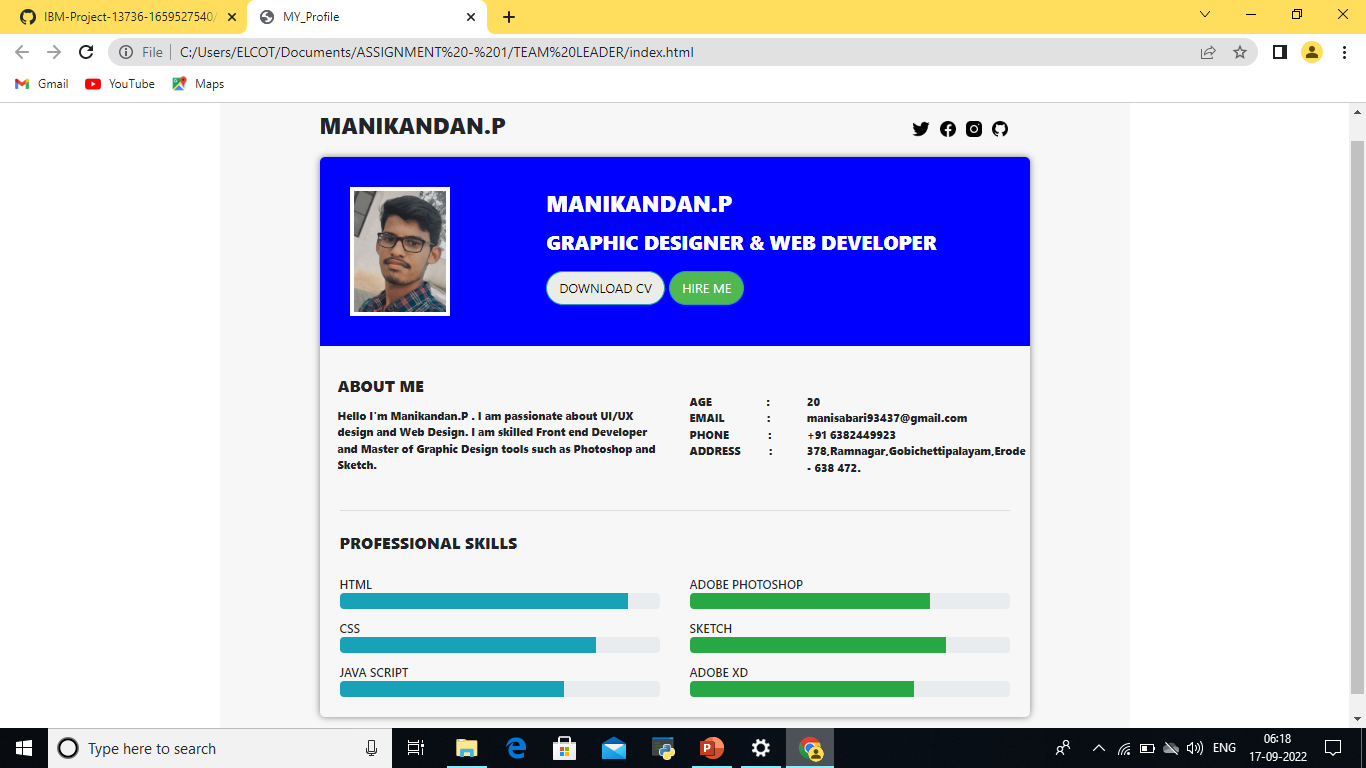 IBM-Project-13736-1659527540/
MY_Profile
File
C:/Users/ELCOT/Documents/ASSIGNMENT%20-%201/TEAM%20LEADER/index.html
Gmail
YouTube
Maps
MANIKANDAN.P
MANIKANDAN.P
GRAPHIC DESIGNER & WEB DEVELOPER
DOWNLOAD CV
HIRE ME
ABOUT ME
Hello I'm Manikandan.P . I am passionate about UI/UX
design and Web Design. I am skilled Front end Developer
and Master of Graphic Design tools such as Photoshop and
Sketch.
AGE : 20
EMAIL : manisabari93437@gmail.com
PHONE : +91 6382449923
ADDRESS : 378,Ramnagar,Gobichettipalayam,Erode
- 638 472.
PROFESSIONAL SKILLS
HTML
CSS
JAVA SCRIPT
ADOBE PHOTOSHOP
SKETCH
ADOBE XD
Type here to search
ENG
06:18
17-09-2022